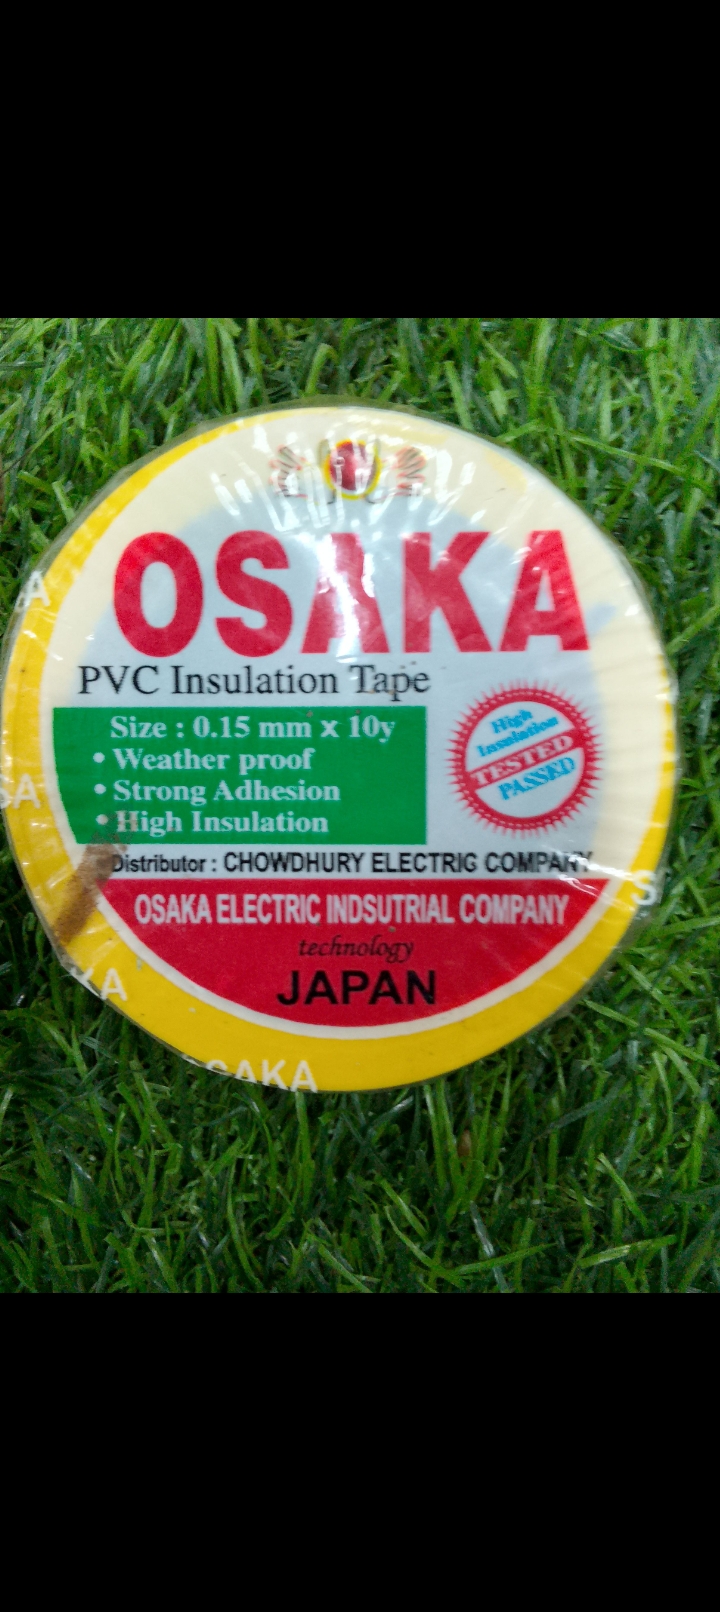 OSAKA
PVC Insulation Tape
Size : 0.15 mm x 10y
• Weather proof
• Strong Adhesion
• High Insulation
High
Insulation
TESTED
PASSED
Distributor : CHOWDHURY ELECTRIG COMPANY
OSAKA ELECTRIC INDSUTRIAL COMPANY
technology
JAPAN